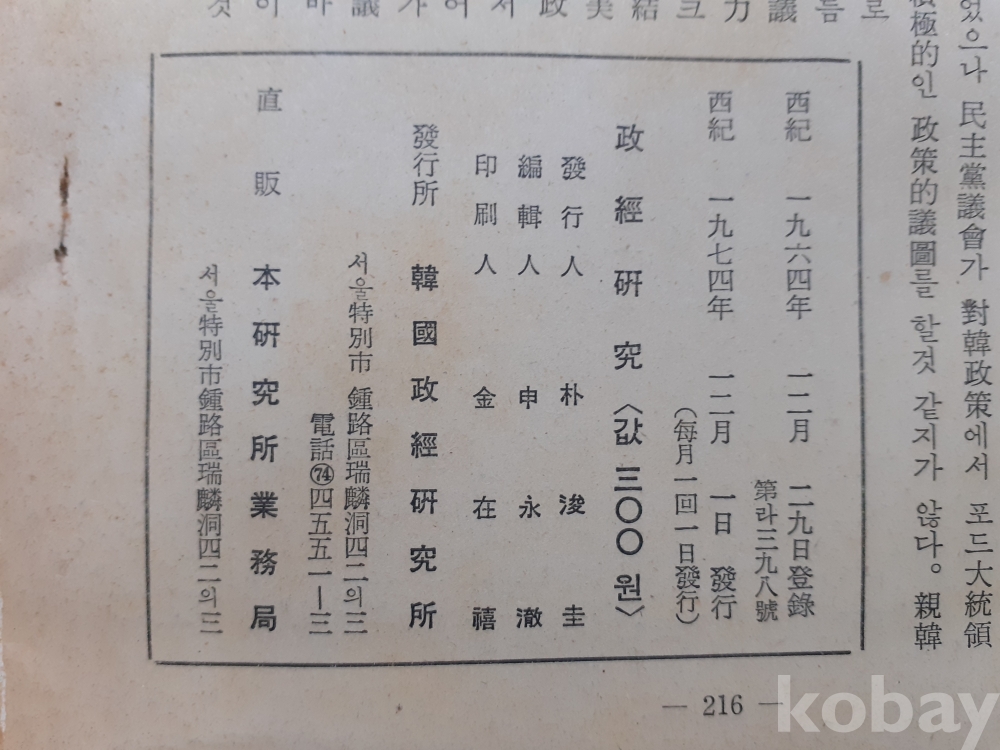 었으나 民主黨議會가 對韓政策에서 포드大統領
積極的인 政策的議圖를 할것 같지가 않다。 親韓
西紀 一九六四年 一二月 二九日登錄
第라三九八號
西紀 一九七四年 一二月 一日 發行
(每月一回一日發行)
政經硏究〈값 三〇〇원〉
發行人 朴浚圭
編輯人 申永澈
印刷人 金在禧
發行所 韓國政經硏究所
서울特別市 鍾路區瑞麟洞四二의三
電話㉔四五五一ー三
直販 本硏究所業務局
서울特別市鍾路區瑞麟洞四二의三
— 216 —
kobay